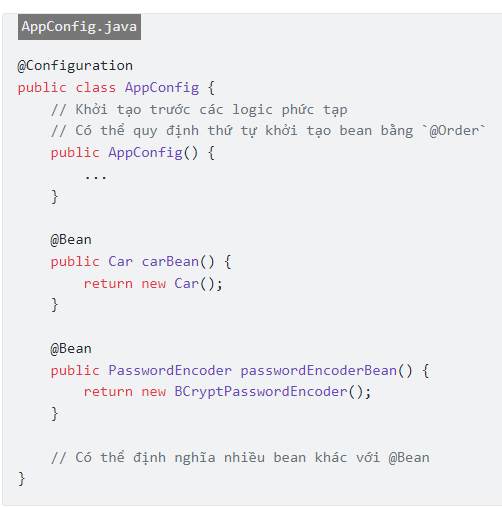 AppConfig.java
@Configuration
public class AppConfig {
    // Khởi tạo trước các logic phức tạp
    // Có thể quy định thứ tự khởi tạo bean bằng `@Order`
    public AppConfig() {
        ...
    }
    @Bean
    public Car carBean() {
        return new Car();
    }
    @Bean
    public PasswordEncoder passwordEncoderBean() {
        return new BCryptPasswordEncoder();
    }
    // Có thể định nghĩa nhiều bean khác với @Bean
}